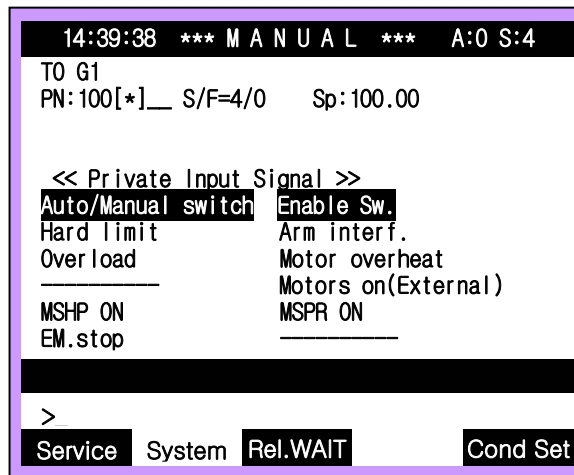 14:39:38 *** M A N U A L *** A:0 S:4
T0 G1
PN:100[*]__ S/F=4/0 Sp:100.00
<< Private Input Signal >>
Auto/Manual switch Enable Sw.
Hard limit Arm interf.
Overload Motor overheat
---------- Motors on(External)
MSHP ON MSPR ON
EM.stop ----------
>_
Service System Rel.WAIT Cond Set